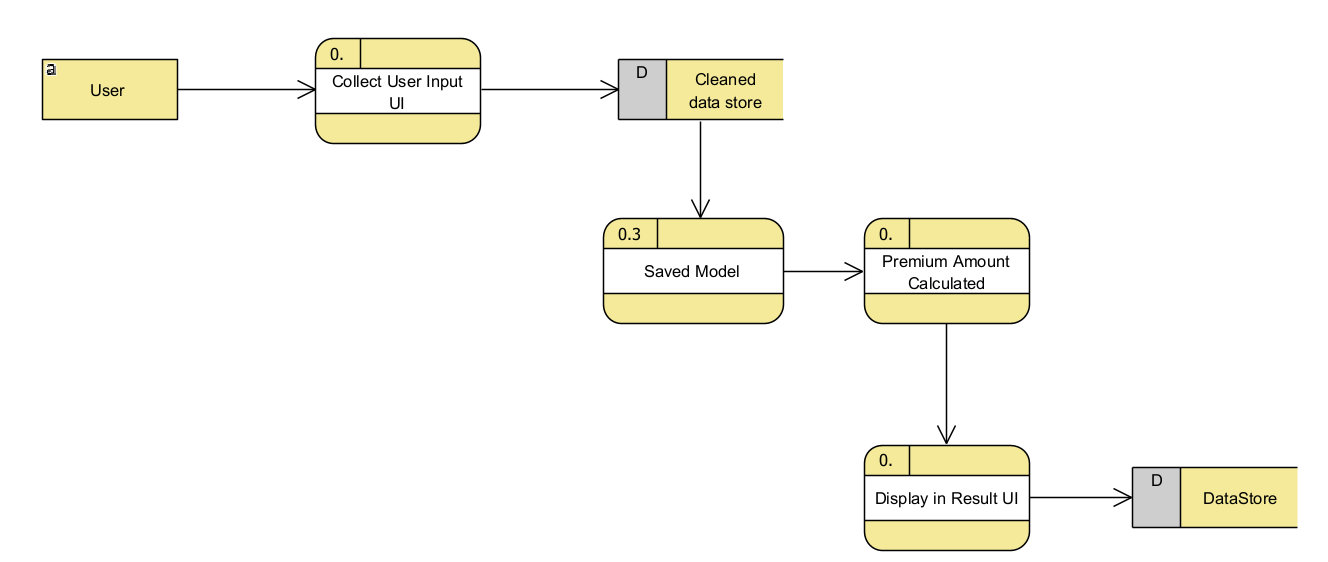 a
User
0.
Collect User Input
UI
D
Cleaned
data store
0.3
Saved Model
0.
Premium Amount
Calculated
0.
Display in Result UI
D
DataStore